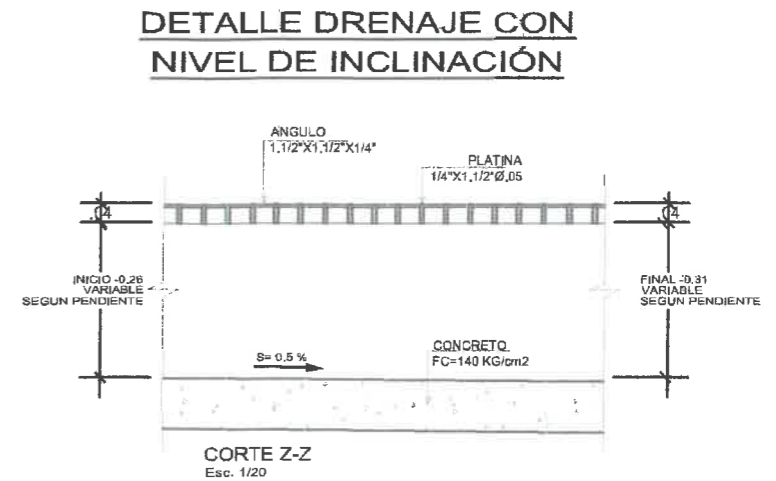 DETALLE DRENAJE CON
NIVEL DE INCLINACIÓN
ANGULO
1.1/2"X1.1/2"X1/4"
PLATINA
1/4"X1.1/2"Ø.05
.04
.04
INICIO -0.26
VARIABLE
SEGUN PENDIENTE
FINAL -0.31
VARIABLE
SEGUN PENDIENTE
S= 0.5 %
CONCRETO
FC=140 KG/cm2
CORTE Z-Z
Esc. 1/20